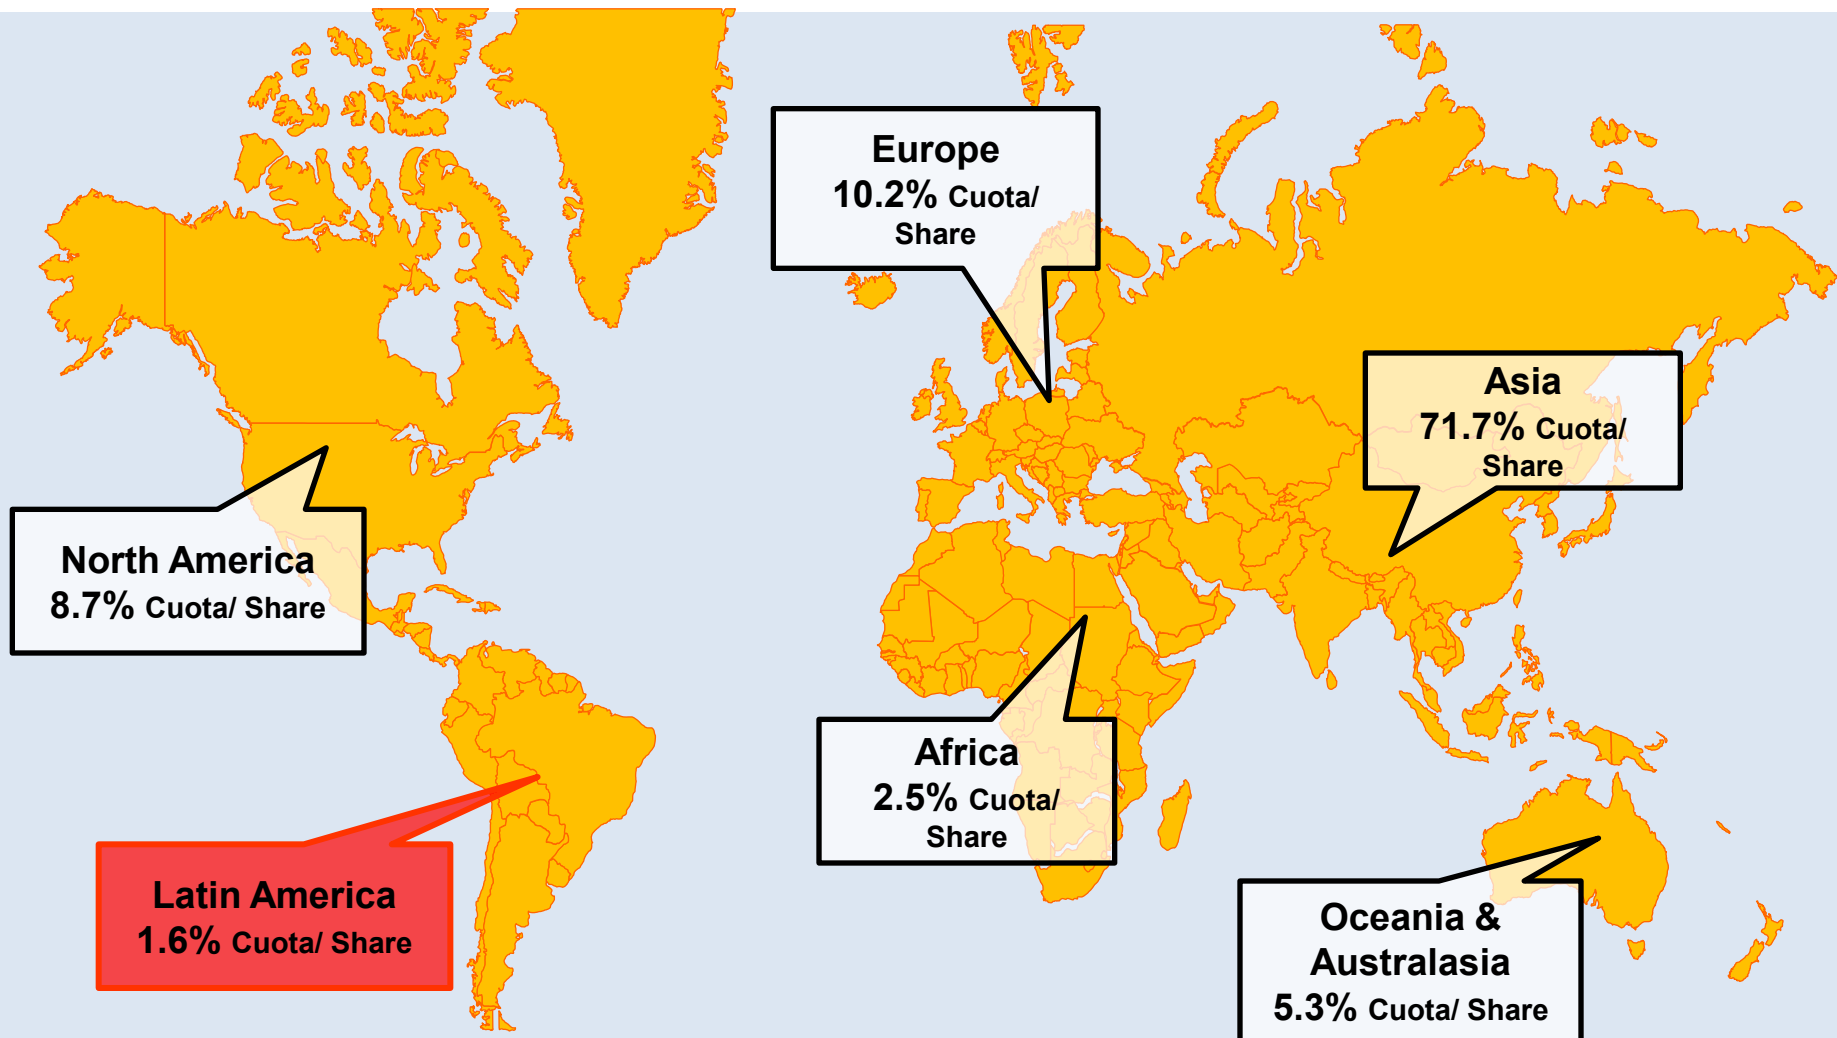 Europe
10.2% Cuota/
Share
Asia
71.7% Cuota/
Share
North America
8.7% Cuota/ Share
Africa
2.5% Cuota/
Share
Latin America
1.6% Cuota/ Share
Oceania &
Australasia
5.3% Cuota/ Share